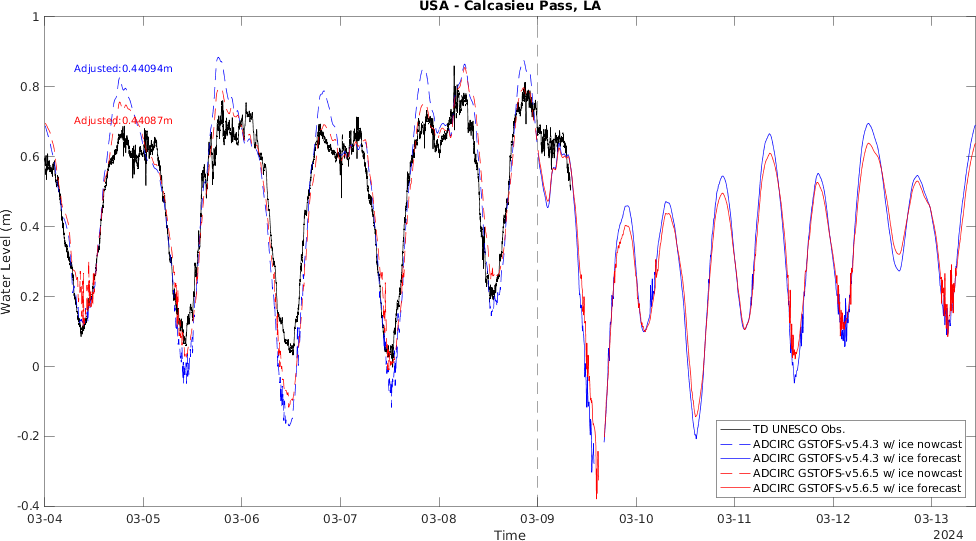 USA - Calcasieu Pass, LA
1
0.8
0.6
0.4
0.2
0
-0.2
-0.4
Water Level (m)
Adjusted:0.44094m
Adjusted:0.44087m
TD UNESCO Obs.
ADCIRC GSTOFS-v5.4.3 w/ ice nowcast
ADCIRC GSTOFS-v5.4.3 w/ ice forecast
ADCIRC GSTOFS-v5.6.5 w/ ice nowcast
ADCIRC GSTOFS-v5.6.5 w/ ice forecast
03-04 03-05 03-06 03-07 03-08 03-09 03-10 03-11 03-12 03-13
Time
2024